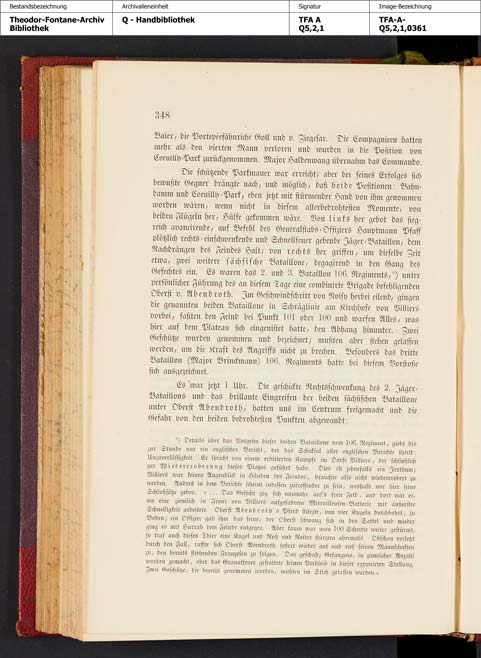 Bestandsbezeichnung
Archivalieneinheit
Signatur
Image-Bezeichnung
Theodor-Fontane-Archiv
Bibliothek
Q - Handbibliothek
TFA A
Q5,2,1
TFA-A-
Q5,2,1,0361
348
Baier, die Porteepéefähnriche Goll und v. Ziegesar. Die Compagnieen hatten
mehr als den vierten Mann verloren und wurden in die Position von
Coeuilly-Park zurückgenommen. Major Haldenwang übernahm das Commando.
Die schützende Parkmauer war erreicht; aber der seines Erfolges sich
bewußte Gegner drängte nach, und möglich, daß beide Positionen: Bahn-
damm und Coeuilly-Park, eben jetzt mit stürmender Hand von ihm genommen
worden wären, wenn nicht in diesem allerbedrohtesten Momente, von
beiden Flügeln her, Hülfe gekommen wäre. Von links her gebot das sieg-
reich avancirende, auf Befehl des Generalstabs-Offiziers Hauptmann Pfaff
plötzlich rechts-einschwenkende und Schnellfeuer gebende Jäger-Bataillon, dem
Nachdrängen des Feindes Halt; von rechts her griffen, um dieselbe Zeit
etwa, zwei weitere sächsische Bataillone, degagirend in den Gang des
Gefechtes ein. Es waren das 2. und 3. Bataillon 106. Regiments, *) unter
persönlicher Führung des an diesem Tage eine combinirte Brigade befehligenden
Oberst v. Abendroth. Im Geschwindschritt von Noisy herbei eilend, gingen
die genannten beiden Bataillone in Schräglinie am Kirchhofe von Villiers
vorbei, faßten den Feind bei Punkt 101 oder 100 und warfen Alles, was
hier auf dem Plateau sich eingenistet hatte, den Abhang hinunter. Zwei
Geschütze wurden genommen und bezeichnet; mußten aber stehen gelassen
werden, um die Kraft des Angriffs nicht zu brechen. Besonders das dritte
Bataillon (Major Brinckmann) 106. Regiments hatte bei diesem Vorstoße
sich ausgezeichnet.
Es war jetzt 1 Uhr. Die geschickte Rechtsschwenkung des 2. Jäger-
Bataillons und das brillante Eingreifen der beiden sächsischen Bataillone
unter Oberst Abendroth, hatten uns im Centrum freigemacht und die
Gefahr von den beiden bedrohtesten Punkten abgewandt;
*) Details über das Vorgehn dieser beiden Bataillone vom 106. Regiment, giebt bis
zur Stunde nur ein englischer Bericht, der das Schicksal aller englischen Berichte theilt:
Unzuverlässigkeit. Er spricht von einem erbitterten Kampfe im Dorfe Villiers, der schließlich
zur Wiedereroberung dieses Platzes geführt habe. Dies ist jedenfalls ein Irrthum;
Villiers war keinen Augenblick in Händen des Feindes, brauchte also nicht wiedererobert zu
werden. Andres in dem Berichte scheint indessen zutreffender zu sein, weshalb wir hier seine
Schlußsätze geben. „ . . . Das Gefecht zog sich nunmehr auf's freie Feld, und dort war es,
wo eine ziemlich in Front von Villiers aufgefahrene Mitrailleusen-Batterie mit äußerster
Schnelligkeit arbeitete. Oberst Abendroth's Pferd stürzte, von vier Kugeln durchbohrt, zu
Boden; ein Offizier gab ihm das seine, der Oberst schwang sich in den Sattel und wieder
ging es mit Hurrah dem Feinde entgegen. Aber kaum war man 100 Schritte weiter gestürmt,
so traf auch dieses Thier eine Kugel und Roß und Reiter stürzten abermals. Obschon verletzt
durch den Fall, raffte sich Oberst Abendroth sofort wieder auf und rief seinen Mannschaften
zu, den bereits fliehenden Franzosen zu folgen. Das geschah; Gefangene, in ziemlicher Anzahl
wurden gemacht, aber das Granatfeuer gestattete keinen Verbleib in dieser exponirten Stellung.
Zwei Geschütze, die bereits genommen worden, mußten im Stich gelassen werden.“